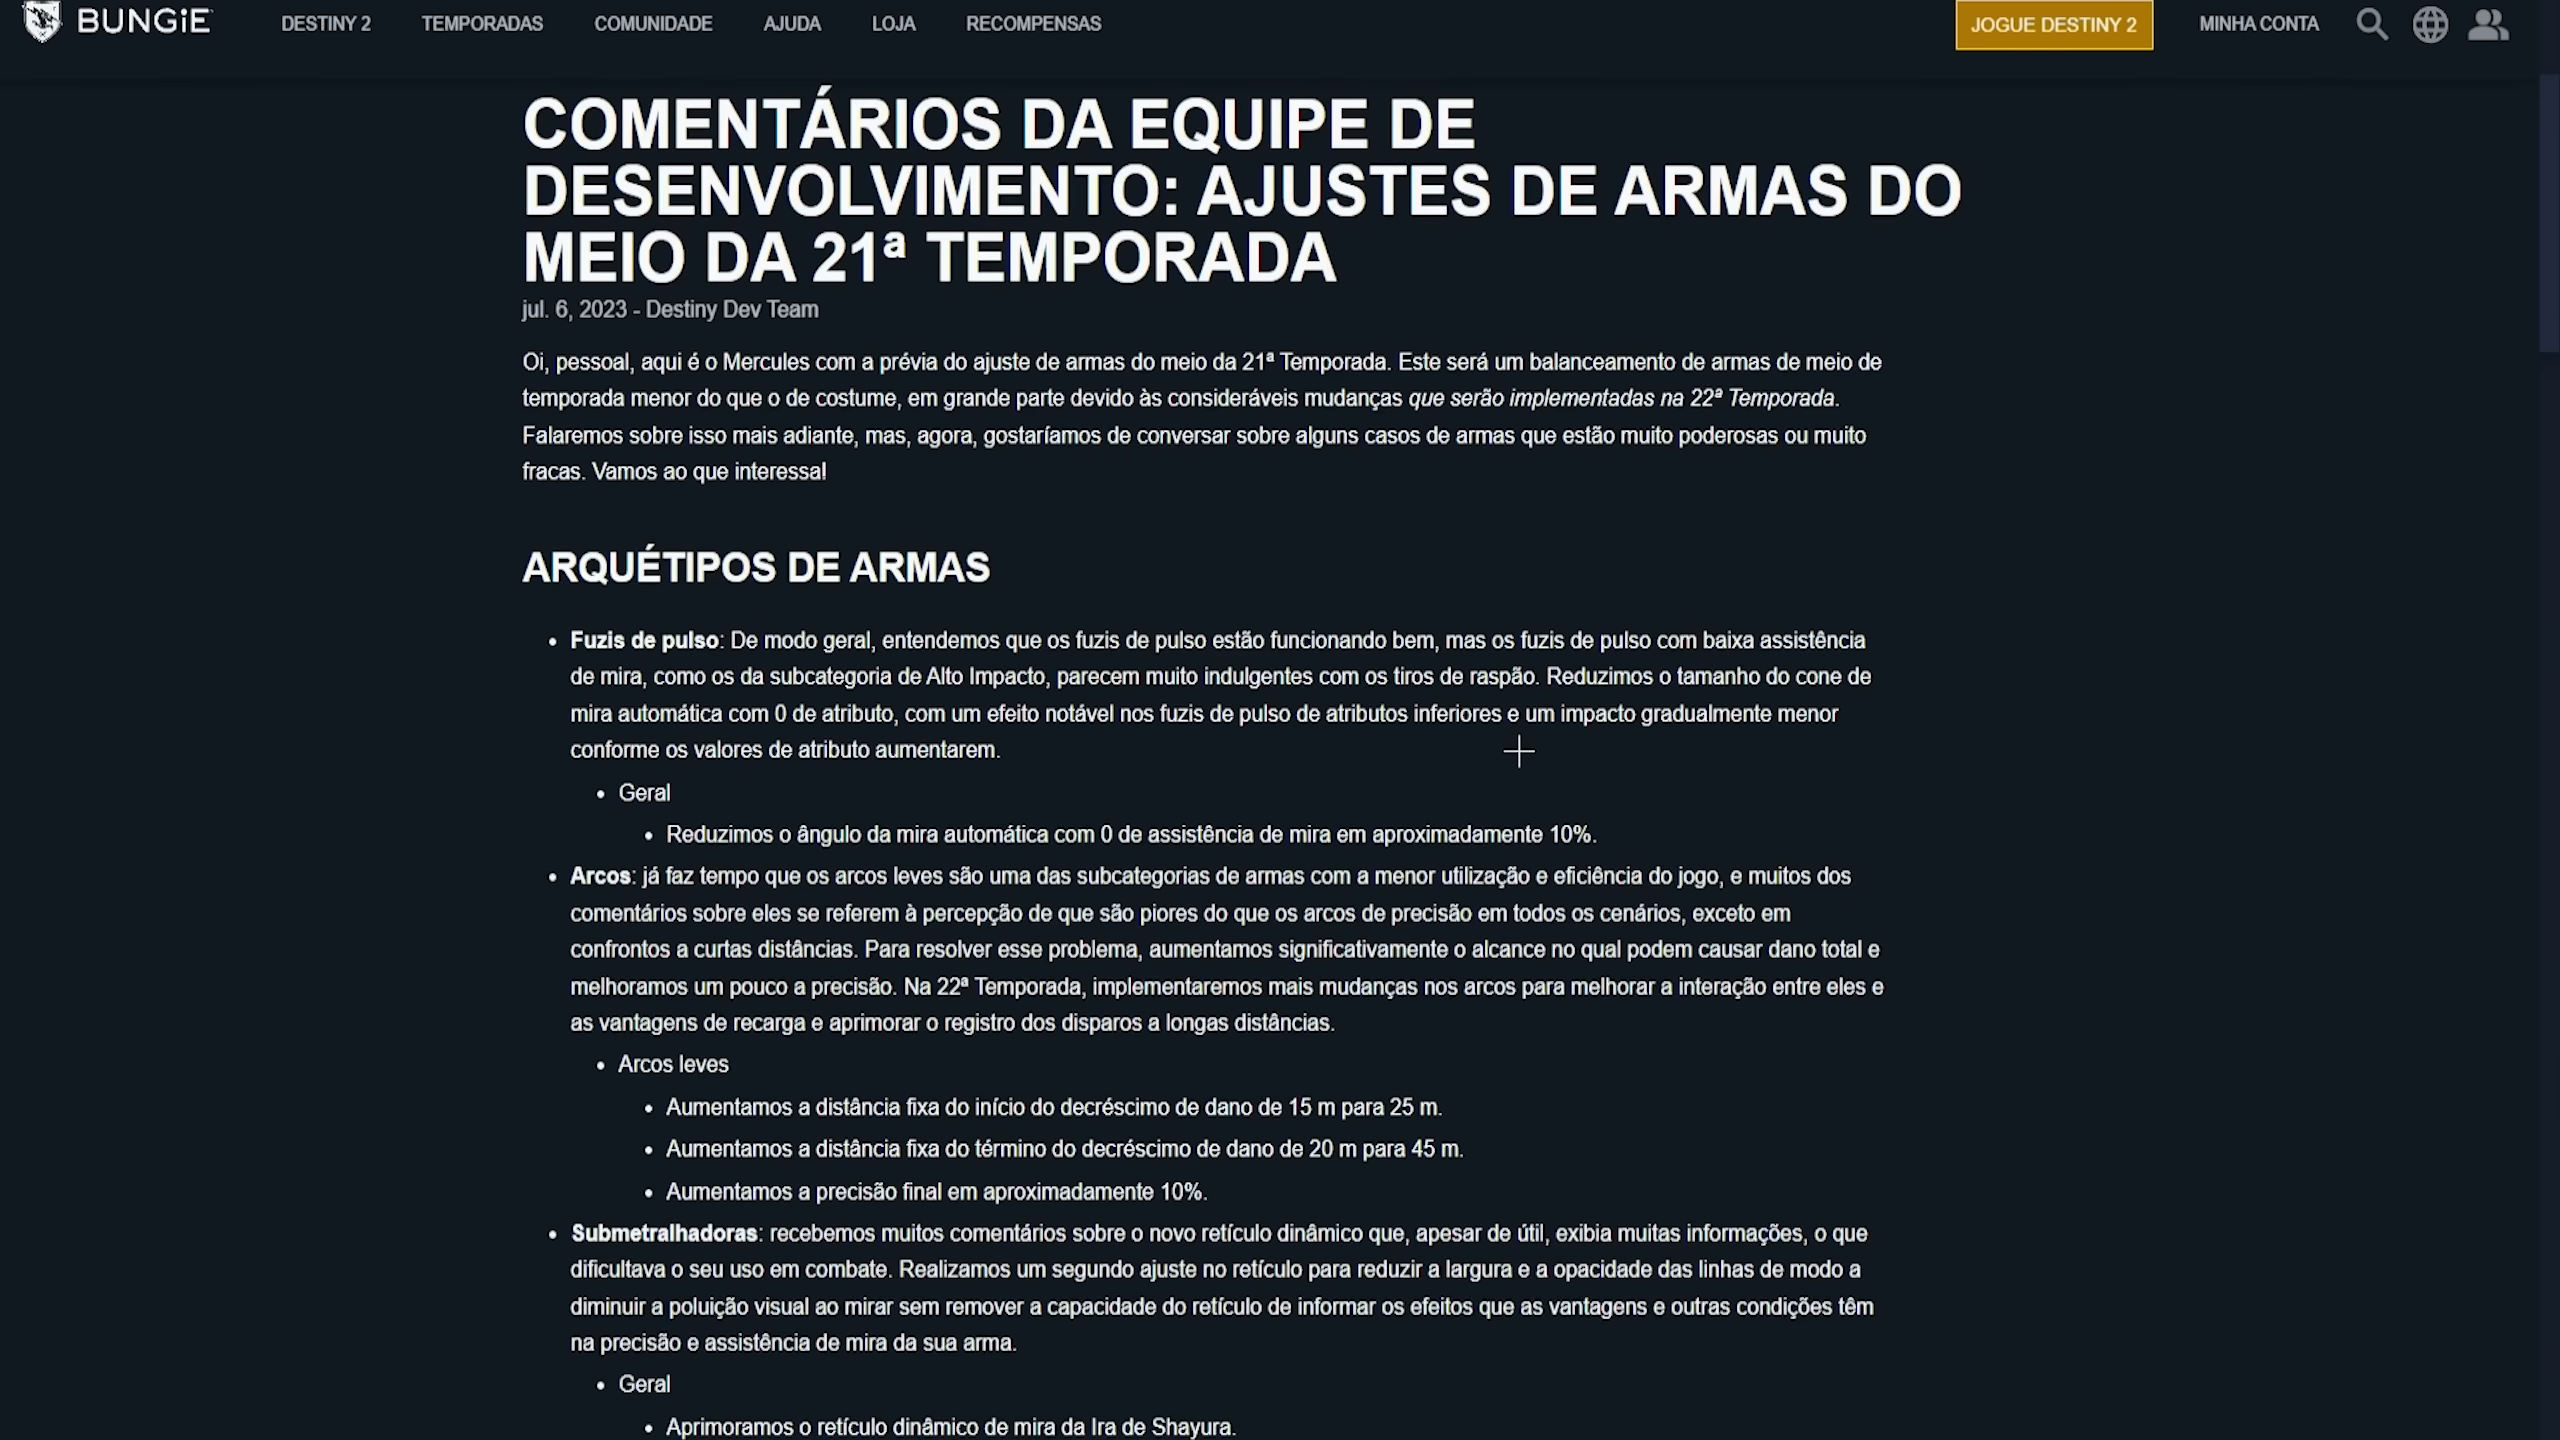 BUNGiE
DESTINY 2
TEMPORADAS
COMUNIDADE
AJUDA
LOJA
RECOMPENSAS
JOGUE DESTINY 2
MINHA CONTA
COMENTÁRIOS DA EQUIPE DE
DESENVOLVIMENTO: AJUSTES DE ARMAS DO
MEIO DA 21ª TEMPORADA
jul. 6, 2023 - Destiny Dev Team
Oi, pessoal, aqui é o Mercules com a prévia do ajuste de armas do meio da 21ª Temporada. Este será um balanceamento de armas de meio de
temporada menor do que o de costume, em grande parte devido às consideráveis mudanças que serão implementadas na 22ª Temporada.
Falaremos sobre isso mais adiante, mas, agora, gostaríamos de conversar sobre alguns casos de armas que estão muito poderosas ou muito
fracas. Vamos ao que interessa!
ARQUÉTIPOS DE ARMAS
• Fuzis de pulso: De modo geral, entendemos que os fuzis de pulso estão funcionando bem, mas os fuzis de pulso com baixa assistência
de mira, como os da subcategoria de Alto Impacto, parecem muito indulgentes com os tiros de raspão. Reduzimos o tamanho do cone de
mira automática com 0 de atributo, com um efeito notável nos fuzis de pulso de atributos inferiores e um impacto gradualmente menor
conforme os valores de atributo aumentarem.
• Geral
• Reduzimos o ângulo da mira automática com 0 de assistência de mira em aproximadamente 10%.
• Arcos: já faz tempo que os arcos leves são uma das subcategorias de armas com a menor utilização e eficiência do jogo, e muitos dos
comentários sobre eles se referem à percepção de que são piores do que os arcos de precisão em todos os cenários, exceto em
confrontos a curtas distâncias. Para resolver esse problema, aumentamos significativamente o alcance no qual podem causar dano total e
melhoramos um pouco a precisão. Na 22ª Temporada, implementaremos mais mudanças nos arcos para melhorar a interação entre eles e
as vantagens de recarga e aprimorar o registro dos disparos a longas distâncias.
• Arcos leves
• Aumentamos a distância fixa do início do decréscimo de dano de 15 m para 25 m.
• Aumentamos a distância fixa do término do decréscimo de dano de 20 m para 45 m.
• Aumentamos a precisão final em aproximadamente 10%.
• Submetralhadoras: recebemos muitos comentários sobre o novo retículo dinâmico que, apesar de útil, exibia muitas informações, o que
dificultava o seu uso em combate. Realizamos um segundo ajuste no retículo para reduzir a largura e a opacidade das linhas de modo a
diminuir a poluição visual ao mirar sem remover a capacidade do retículo de informar os efeitos que as vantagens e outras condições têm
na precisão e assistência de mira da sua arma.
• Geral
• Aprimoramos o retículo dinâmico de mira da Ira de Shayura.